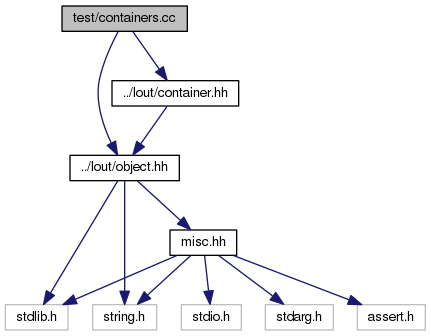 test/containers.cc
../lout/container.hh
../lout/object.hh
misc.hh
stdlib.h
string.h
stdio.h
stdarg.h
assert.h